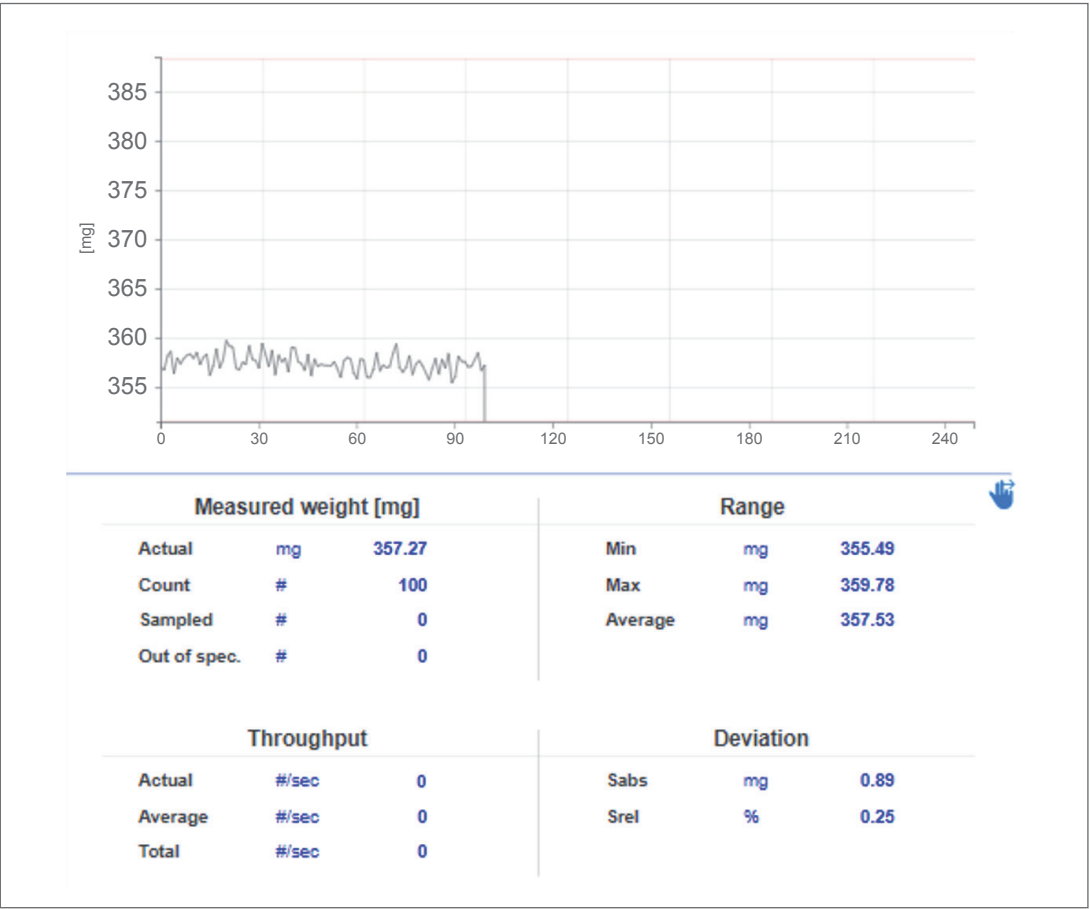 385
380
375
370
365
360
355
[mg]
0 30 60 90 120 150 180 210 240
Measured weight [mg]
Actual mg 357.27
Count # 100
Sampled # 0
Out of spec. # 0
Range
Min mg 355.49
Max mg 359.78
Average mg 357.53
Throughput
Actual #/sec 0
Average #/sec 0
Total #/sec 0
Deviation
Sabs mg 0.89
Srel % 0.25